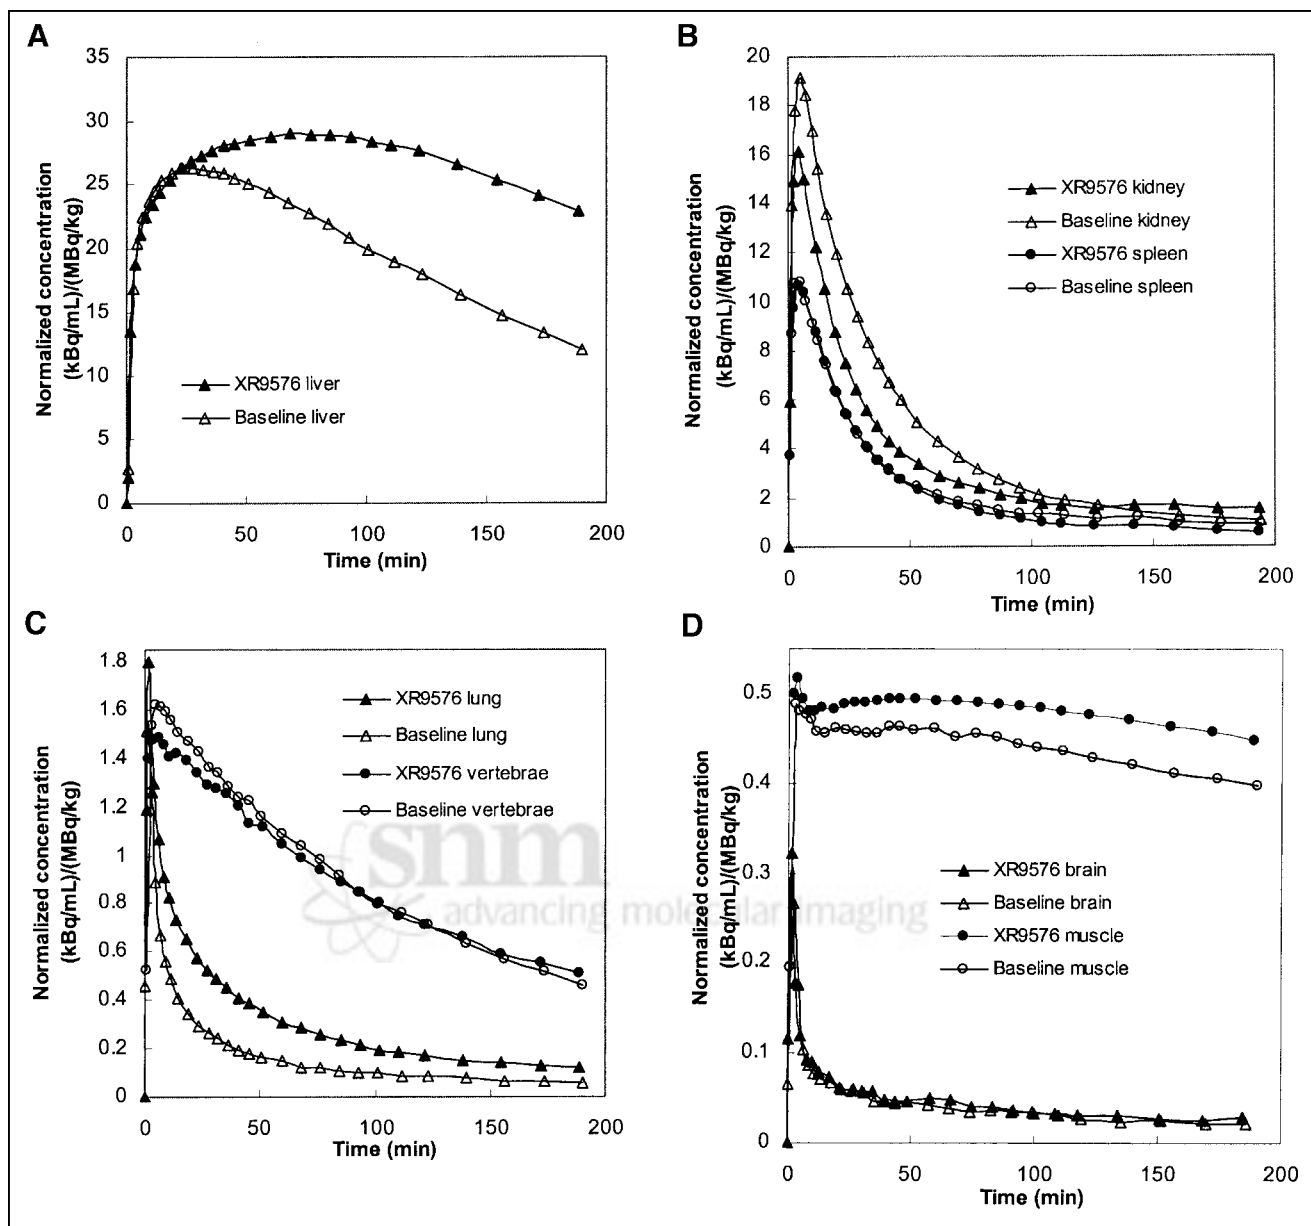 A
35
30
25
20
15
10
5
0
Normalized concentration
(kBq/mL)/(MBq/kg)
XR9576 liver
Baseline liver
0
50
100
150
200
Time (min)
B
20
18
16
14
12
10
8
6
4
2
0
Normalized concentration
(kBq/mL)/(MBq/kg)
XR9576 kidney
Baseline kidney
XR9576 spleen
Baseline spleen
0
50
100
150
200
Time (min)
C
1.8
1.6
1.4
1.2
1
0.8
0.6
0.4
0.2
0
Normalized concentration
(kBq/mL)/(MBq/kg)
XR9576 lung
Baseline lung
XR9576 vertebrae
Baseline vertebrae
0
50
100
150
200
Time (min)
D
0.5
0.4
0.3
0.2
0.1
0
Normalized concentration
(kBq/mL)/(MBq/kg)
XR9576 brain
Baseline brain
XR9576 muscle
Baseline muscle
0
50
100
150
200
Time (min)
snm
advancing molecular imaging